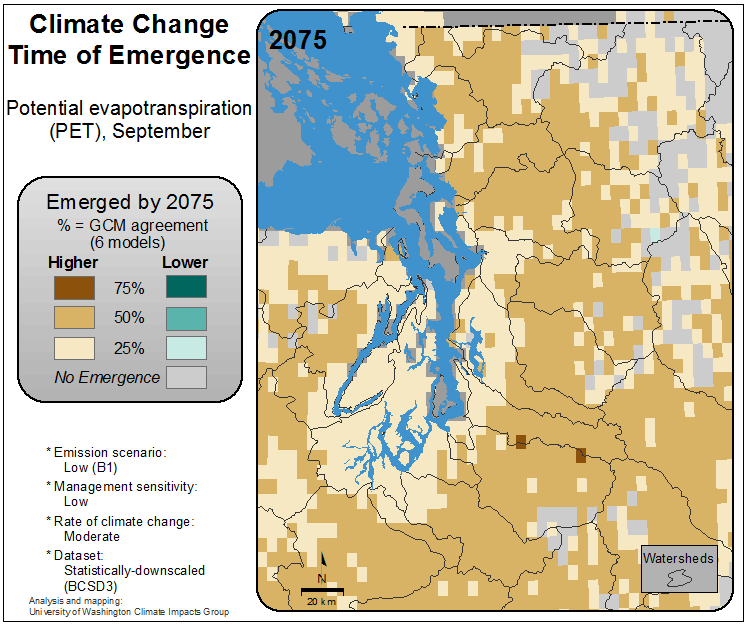 Climate Change
Time of Emergence
Potential evapotranspiration
(PET), September
Emerged by 2075
% = GCM agreement
(6 models)
Higher Lower
75%
50%
25%
No Emergence
* Emission scenario:
Low (B1)
* Management sensitivity:
Low
* Rate of climate change:
Moderate
* Dataset:
Statistically-downscaled
(BCSD3)
Analysis and mapping:
University of Washington Climate Impacts Group
2075
N
20 km
Watersheds